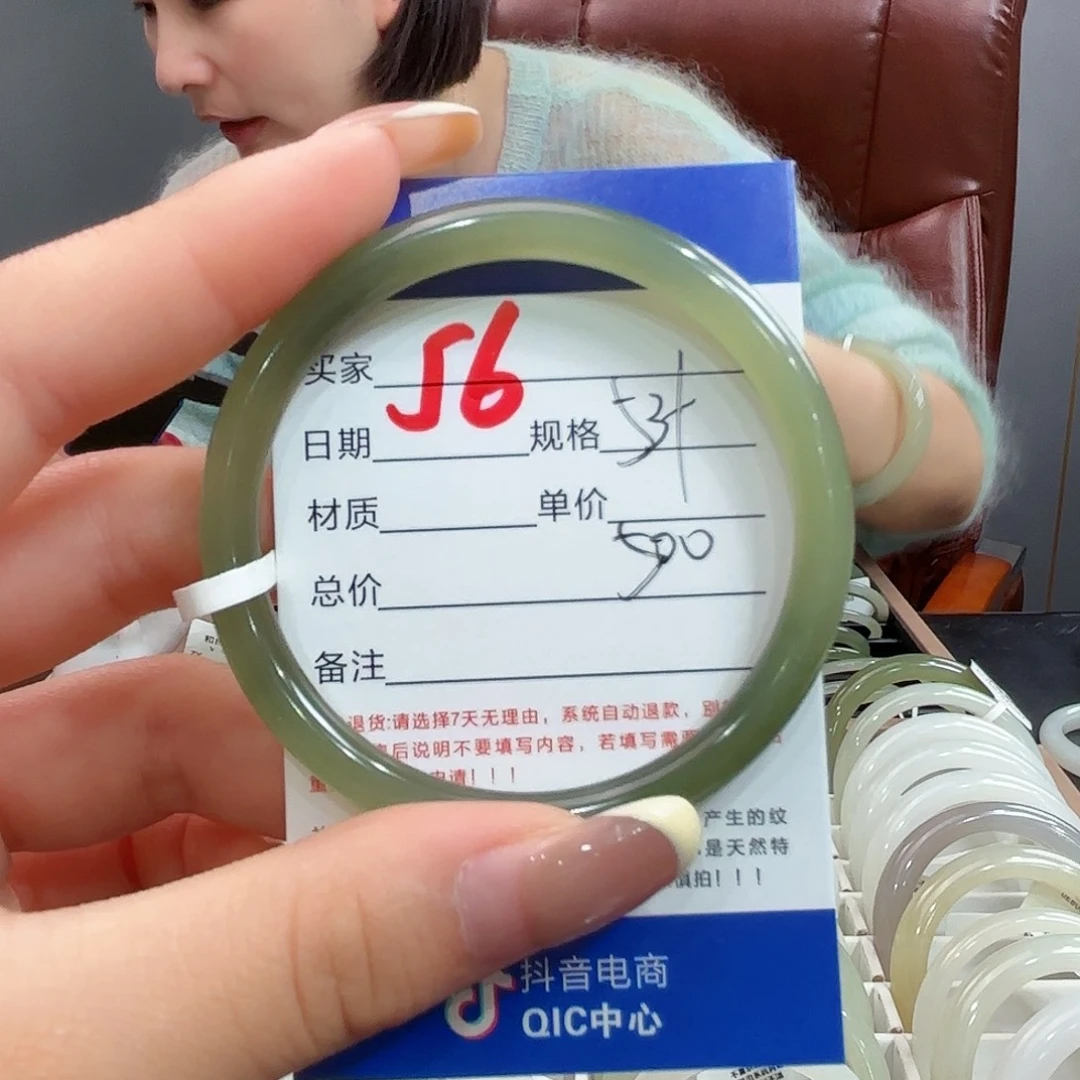 56
买家
日期 规格
材质 单价
500
总价
备注
退货:请选择7天无理由，系统自动退款，
后说明不要填写内容，若填写需
申请！！！
产生的纹
是天然特
慎拍！！！
抖音电商
QIC中心